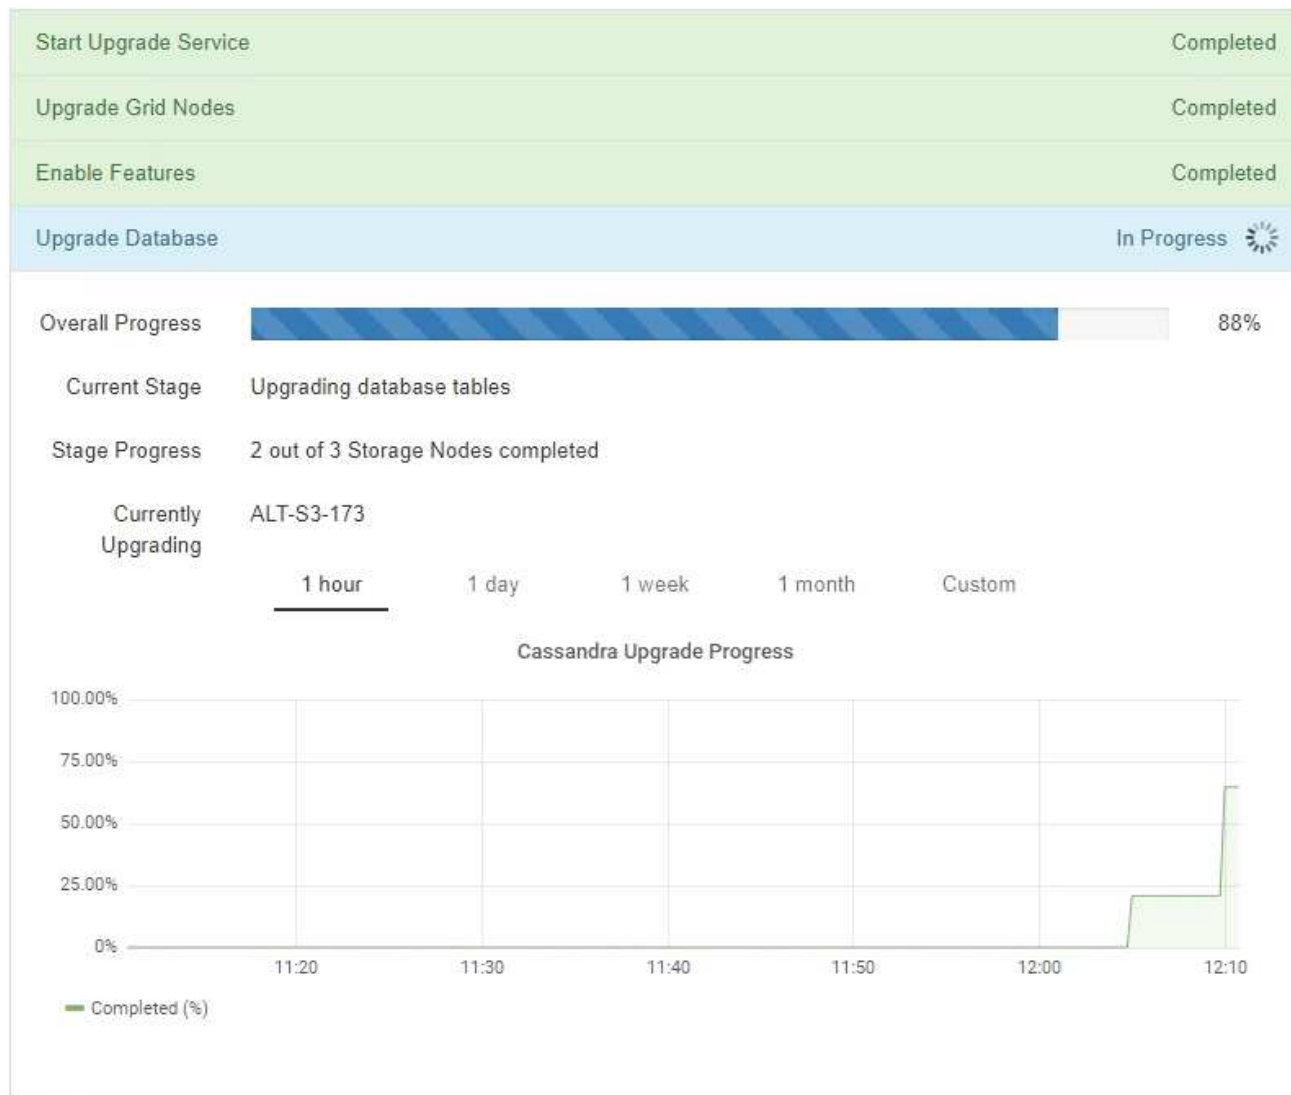 Start Upgrade Service Completed
Upgrade Grid Nodes Completed
Enable Features Completed
Upgrade Database In Progress
Overall Progress 88%
Current Stage Upgrading database tables
Stage Progress 2 out of 3 Storage Nodes completed
Currently ALT-S3-173
Upgrading
1 hour 1 day 1 week 1 month Custom
Cassandra Upgrade Progress
100.00%
75.00%
50.00%
25.00%
0%
11:20 11:30 11:40 11:50 12:00 12:10
Completed (%)